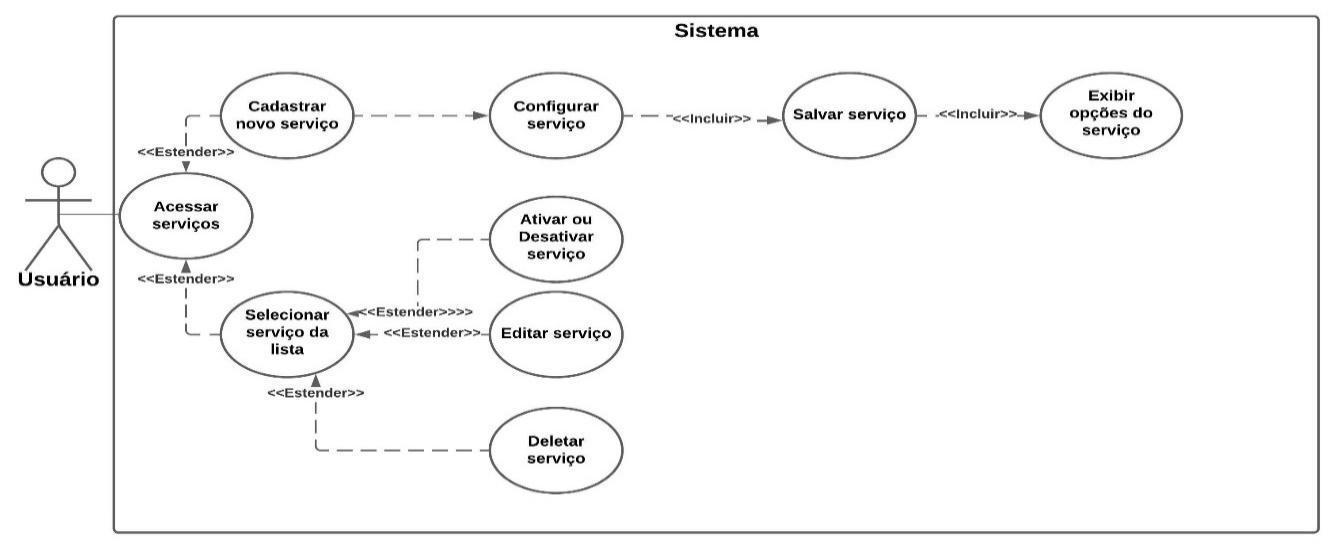 Sistema
Cadastrar
novo serviço
Configurar
serviço
<<Incluir>>
Salvar serviço
<<Incluir>>
Exibir
opções do
serviço
<<Estender>>
Acessar
serviços
Usuário
<<Estender>>
Ativar ou
Desativar
serviço
Selecionar
serviço da
lista
<<Estender>>>>
<<Estender>>
Editar serviço
<<Estender>>
Deletar
serviço